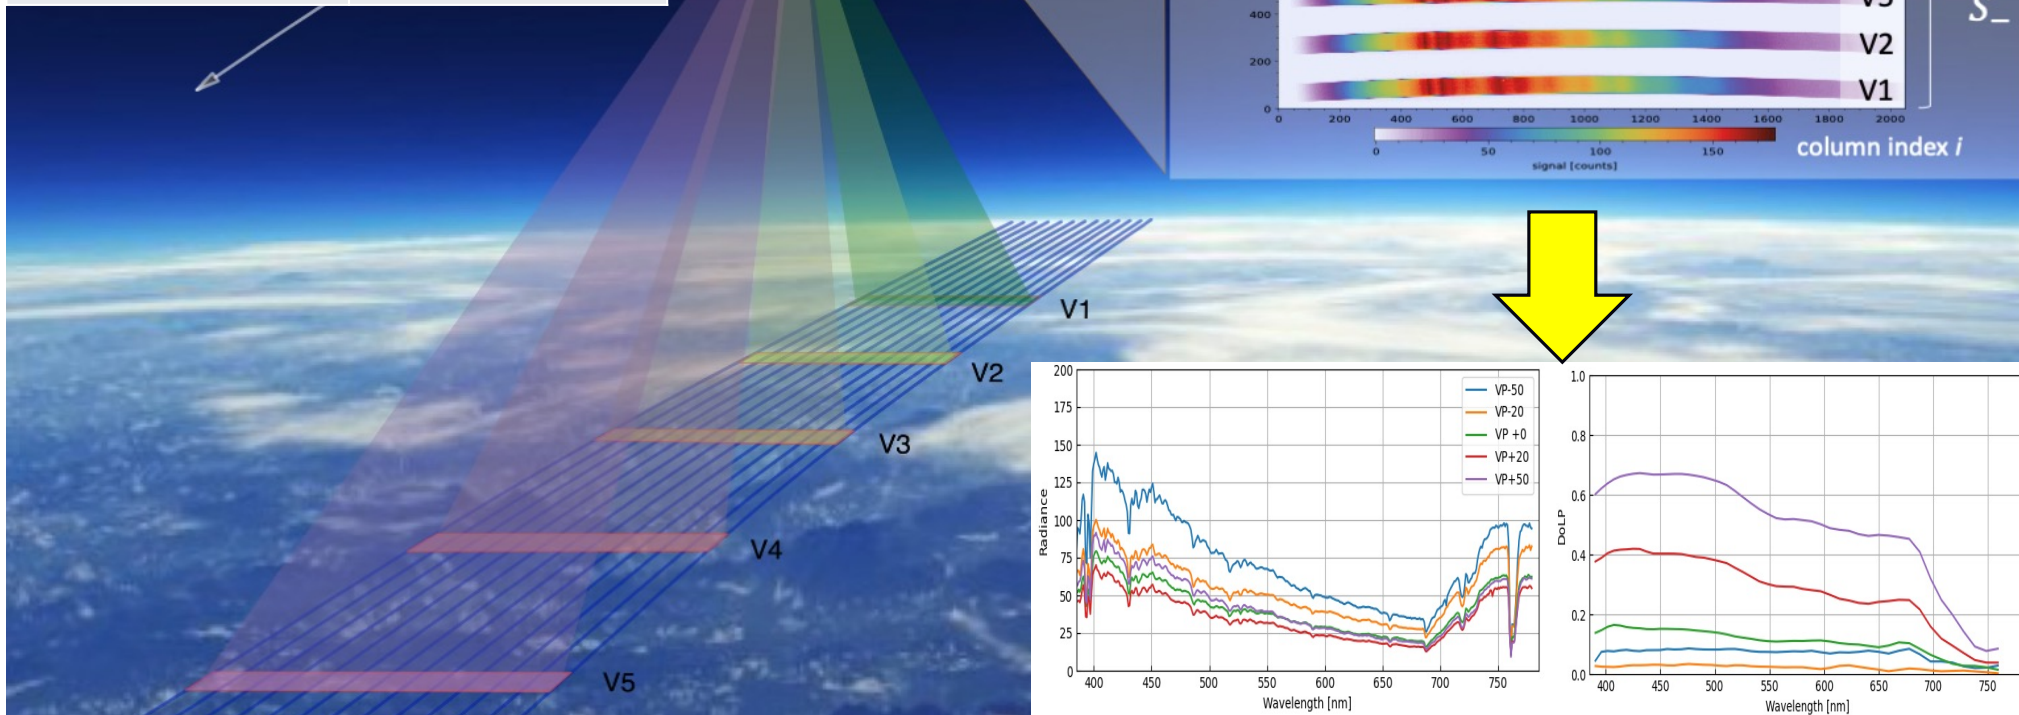 V3
S_
400
V2
200
V1
0
0 200 400 600 800 1000 1200 1400 1600 1800 2000
0 50 100 150
column index i
signal [counts]
V1
V2
V3
V4
V5
200
175
150
125
100
75
50
25
0
Radiance
VP-50
VP-20
VP +0
VP+20
VP+50
400 450 500 550 600 650 700 750
Wavelength [nm]
1.0
0.8
0.6
0.4
0.2
0.0
DoLP
400 450 500 550 600 650 700 750
Wavelength [nm]